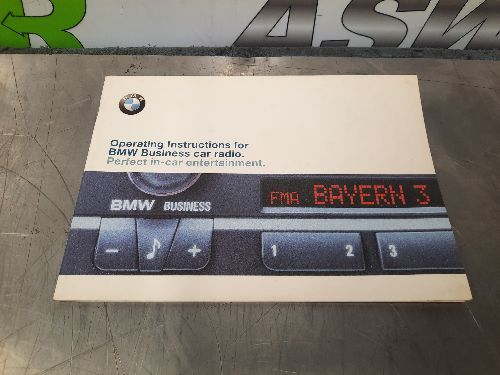 ASW
Operating Instructions for
BMW Business car radio.
Perfect in-car entertainment.
FMA BAYERN 3
BMW BUSINESS
- + 1 2 3